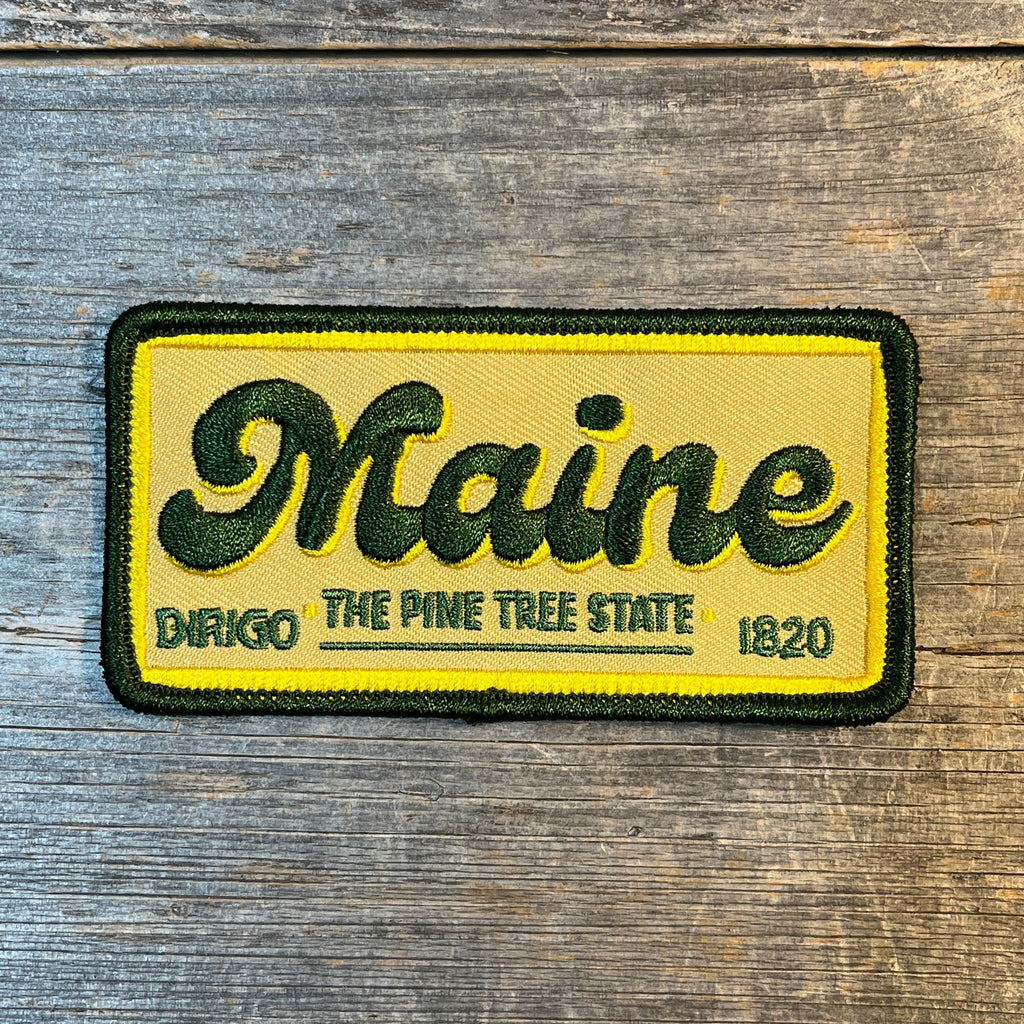 Maine
DIRIGO · THE PINE TREE STATE · 1820